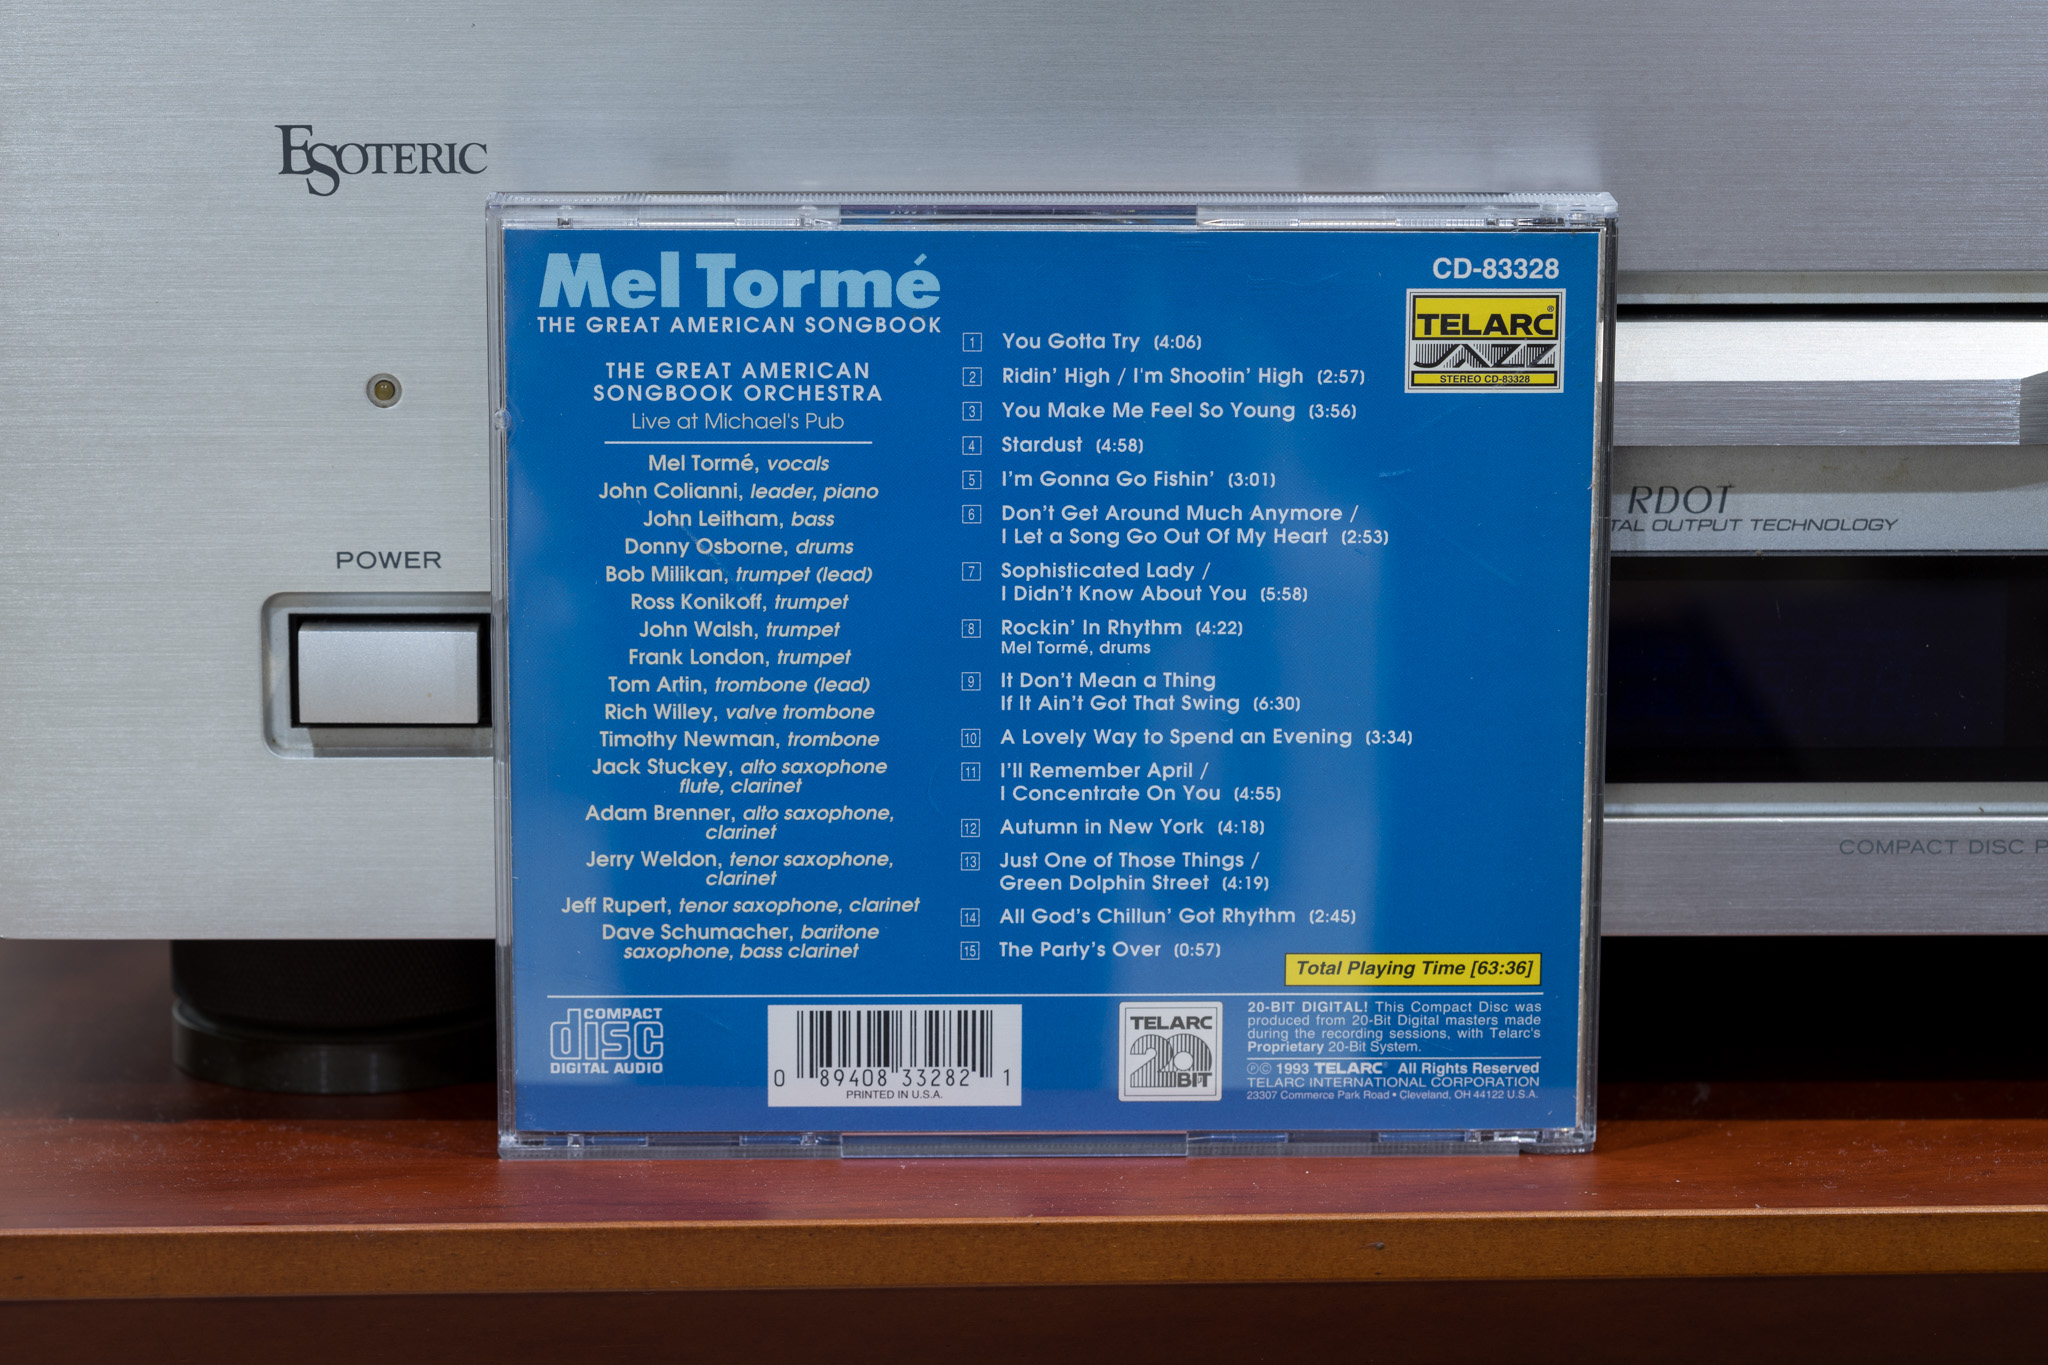 ESOTERIC
POWER
Mel Tormé
THE GREAT AMERICAN SONGBOOK
THE GREAT AMERICAN
SONGBOOK ORCHESTRA
Live at Michael's Pub
Mel Tormé, vocals
John Colianni, leader, piano
John Leitham, bass
Donny Osborne, drums
Bob Milikan, trumpet (lead)
Ross Konikoff, trumpet
John Walsh, trumpet
Frank London, trumpet
Tom Artin, trombone (lead)
Rich Willey, valve trombone
Timothy Newman, trombone
Jack Stuckey, alto saxophone
flute, clarinet
Adam Brenner, alto saxophone,
clarinet
Jerry Weldon, tenor saxophone,
clarinet
Jeff Rupert, tenor saxophone, clarinet
Dave Schumacher, baritone
saxophone, bass clarinet
1 You Gotta Try (4:06)
2 Ridin' High / I'm Shootin' High (2:57)
3 You Make Me Feel So Young (3:56)
4 Stardust (4:58)
5 I'm Gonna Go Fishin' (3:01)
6 Don't Get Around Much Anymore /
I Let a Song Go Out Of My Heart (2:53)
7 Sophisticated Lady /
I Didn't Know About You (5:58)
8 Rockin' In Rhythm (4:22)
Mel Tormé, drums
9 It Don't Mean a Thing
If It Ain't Got That Swing (6:30)
10 A Lovely Way to Spend an Evening (3:34)
11 I'll Remember April /
I Concentrate On You (4:55)
12 Autumn in New York (4:18)
13 Just One of Those Things /
Green Dolphin Street (4:19)
14 All God's Chillun' Got Rhythm (2:45)
15 The Party's Over (0:57)
CD-83328
TELARC®
JAZZ
STEREO CD-83328
Total Playing Time [63:36]
COMPACT
disc
DIGITAL AUDIO
0 89408 33282 1
PRINTED IN U.S.A.
TELARC
20
BIT
20-BIT DIGITAL! This Compact Disc was
produced from 20-Bit Digital masters made
during the recording sessions, with Telarc's
Proprietary 20-Bit System.
℗© 1993 TELARC® All Rights Reserved
TELARC INTERNATIONAL CORPORATION
23307 Commerce Park Road • Cleveland, OH 44122 U.S.A.
RDOT
TAL OUTPUT TECHNOLOGY
COMPACT DISC P